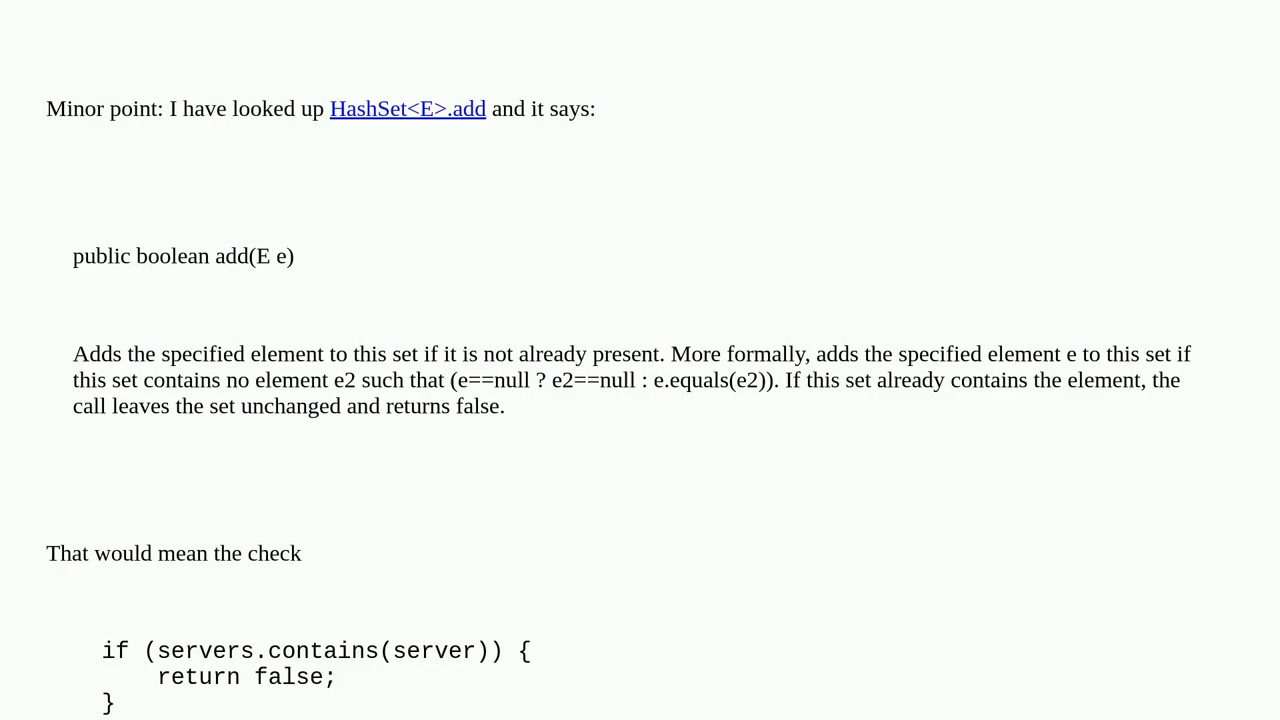 Minor point: I have looked up HashSet<E>.add and it says:
public boolean add(E e)
Adds the specified element to this set if it is not already present. More formally, adds the specified element e to this set if
this set contains no element e2 such that (e==null ? e2==null : e.equals(e2)). If this set already contains the element, the
call leaves the set unchanged and returns false.
That would mean the check
if (servers.contains(server)) {
    return false;
}